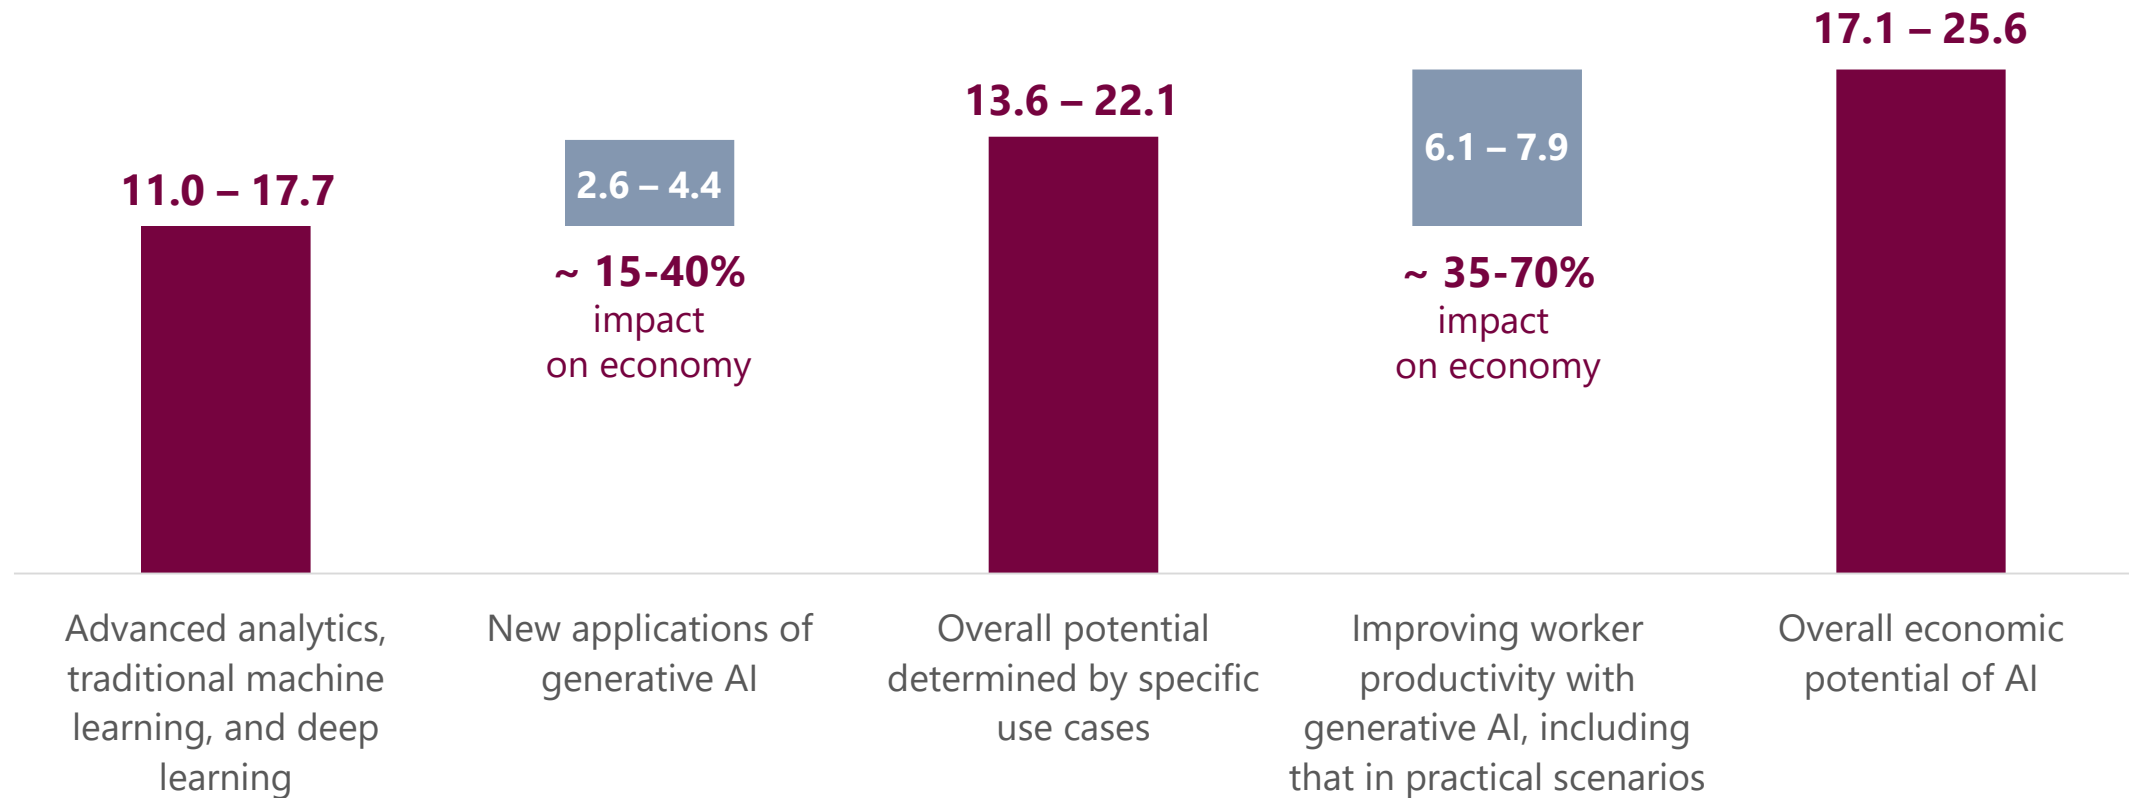 11.0 – 17.7
2.6 – 4.4
~ 15-40%
impact
on economy
13.6 – 22.1
6.1 – 7.9
~ 35-70%
impact
on economy
17.1 – 25.6
Advanced analytics,
traditional machine
learning, and deep
learning
New applications of
generative AI
Overall potential
determined by specific
use cases
Improving worker
productivity with
generative AI, including
that in practical scenarios
Overall economic
potential of AI